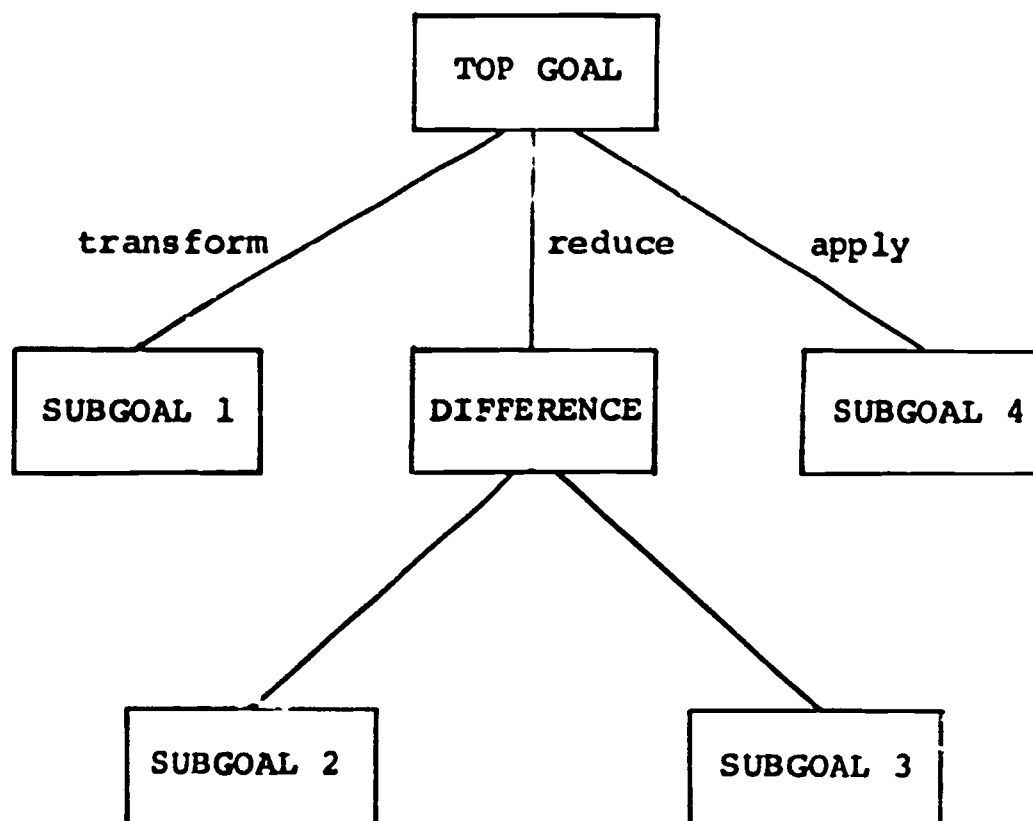 TOP GOAL
transform
reduce
apply
SUBGOAL 1
DIFFERENCE
SUBGOAL 4
SUBGOAL 2
SUBGOAL 3